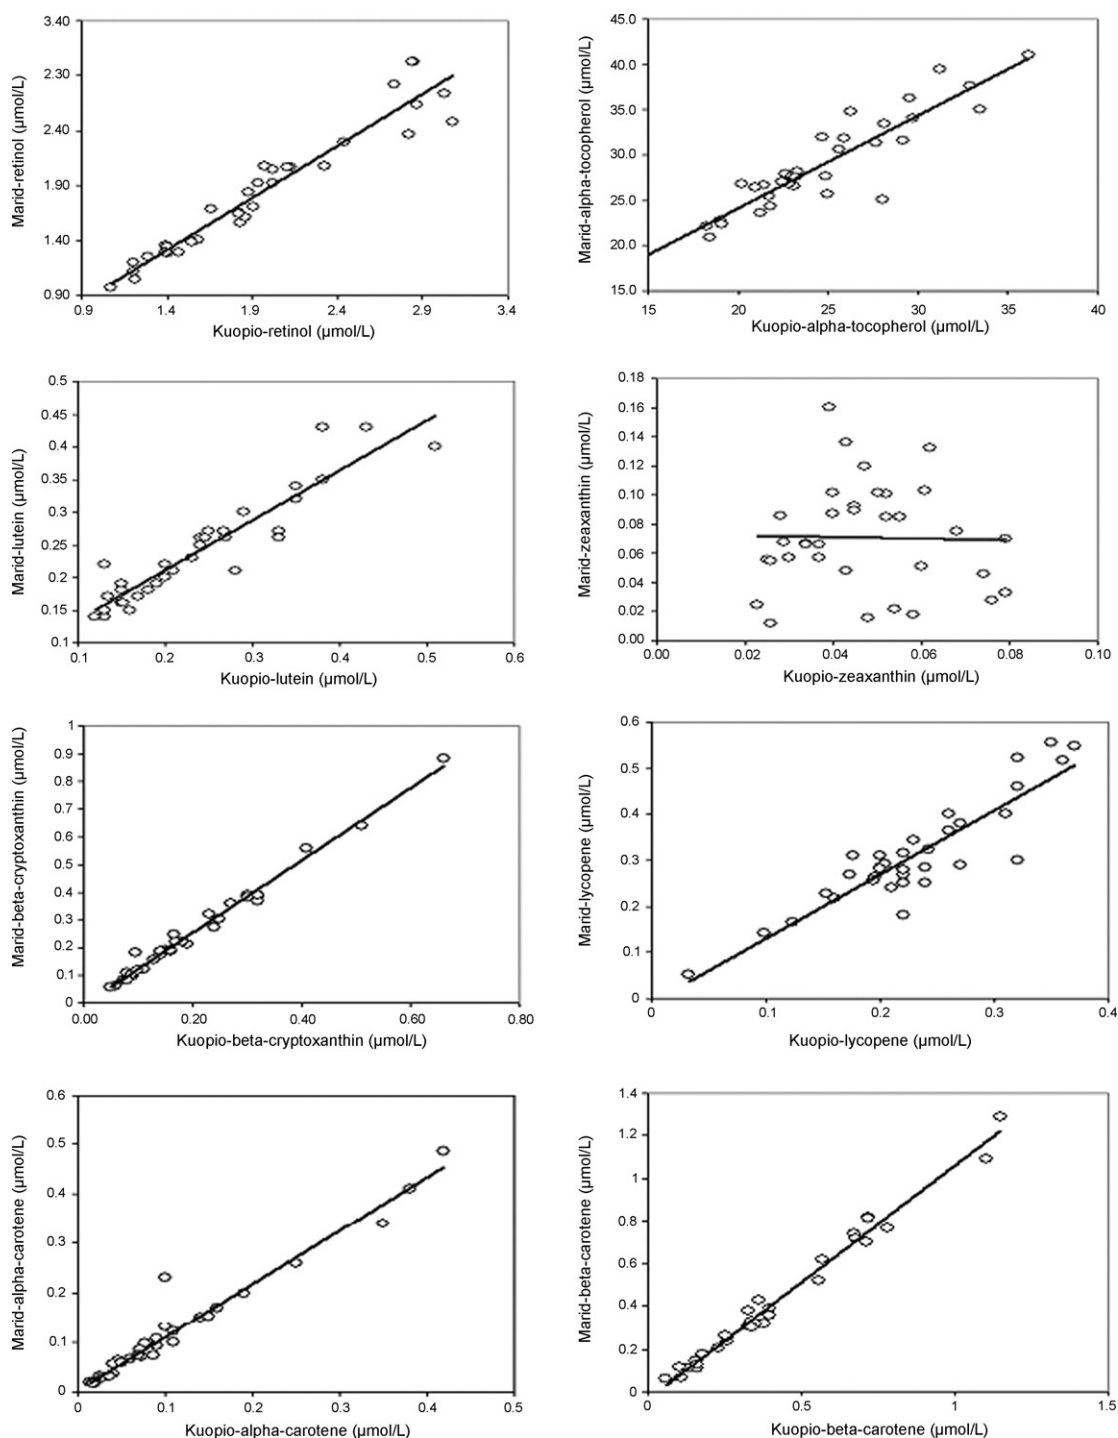 Marid-retinol (µmol/L)
3.40
2.30
2.40
1.90
1.40
0.90
0.9 1.4 1.9 2.4 2.9 3.4
Kuopio-retinol (µmol/L)
Marid-alpha-tocopherol (µmol/L)
45.0
40.0
35.0
30.0
25.0
20.0
15.0
15 20 25 30 35 40
Kuopio-alpha-tocopherol (µmol/L)
Marid-lutein (µmol/L)
0.5
0.45
0.4
0.35
0.3
0.25
0.2
0.15
0.1
0.1 0.2 0.3 0.4 0.5 0.6
Kuopio-lutein (µmol/L)
Marid-zeaxanthin (µmol/L)
0.18
0.16
0.14
0.12
0.10
0.08
0.06
0.04
0.02
0.00
0.00 0.02 0.04 0.06 0.08 0.10
Kuopio-zeaxanthin (µmol/L)
Marid-beta-cryptoxanthin (µmol/L)
1
0.9
0.8
0.7
0.6
0.5
0.4
0.3
0.2
0.1
0
0.00 0.20 0.40 0.60 0.80
Kuopio-beta-cryptoxanthin (µmol/L)
Marid-lycopene (µmol/L)
0.6
0.5
0.4
0.3
0.2
0.1
0
0 0.1 0.2 0.3 0.4
Kuopio-lycopene (µmol/L)
Marid-alpha-carotene (µmol/L)
0.6
0.5
0.4
0.3
0.2
0.1
0
0 0.1 0.2 0.3 0.4 0.5
Kuopio-alpha-carotene (µmol/L)
Marid-beta-carotene (µmol/L)
1.4
1.2
1
0.8
0.6
0.4
0.2
0
0 0.5 1 1.5
Kuopio-beta-carotene (µmol/L)